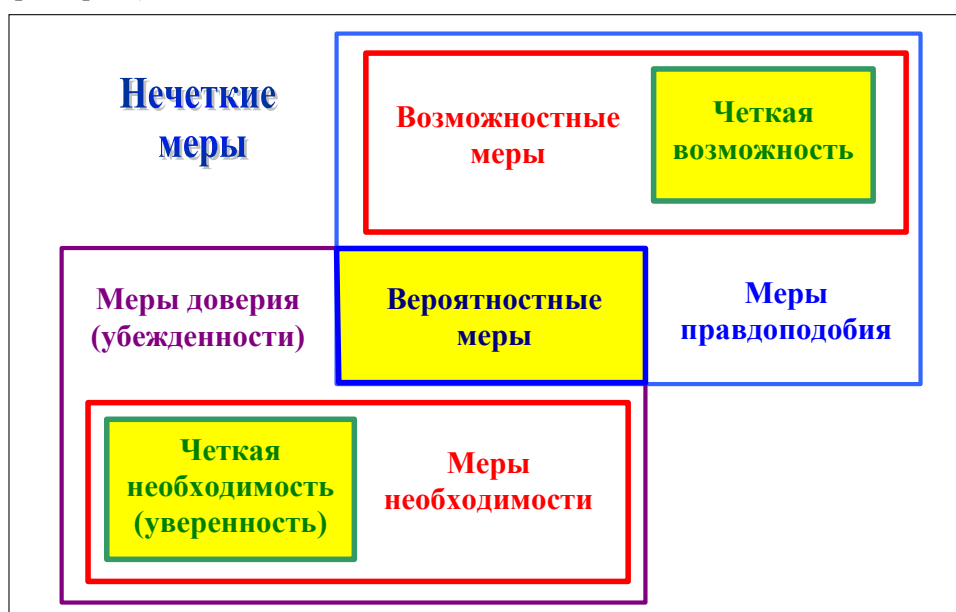 Нечеткие
меры
Возможностные
меры
Четкая
возможность
Меры доверия
(убежденности)
Вероятностные
меры
Меры
правдоподобия
Четкая
необходимость
(уверенность)
Меры
необходимости